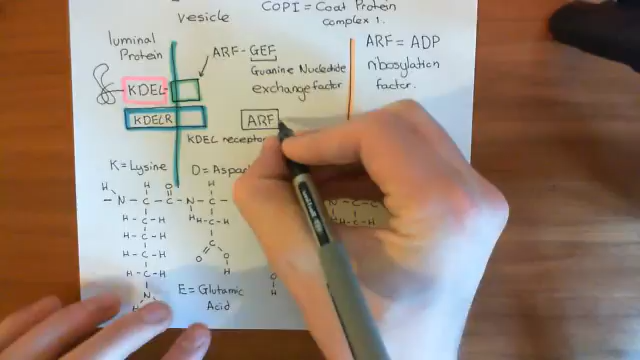 vesicle
COPI = Coat Protein
complex 1.
luminal
Protein
ARF-GEF
Guanine Nucleotide
exchange factor
ARF = ADP
ribosylation
factor.
KDEL
KDELR
ARF
KDEL receptor
K = Lysine
H
H
O
H
-N-C-C-N-C
H-C-H
H-C-H
H-C-H
H-C-H
N
H
H-C-H
C
O
O
H
E = Glutamic
Acid
N-C-C
H-C-H
O
H